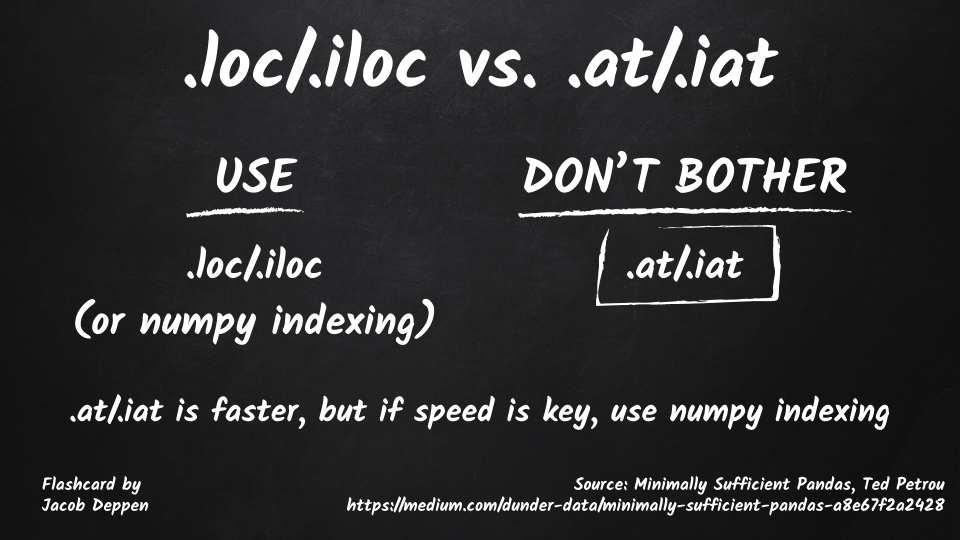 .loc/.iloc vs. .at/.iat
USE
DON'T BOTHER
.loc/.iloc
(or numpy indexing)
.at/.iat
.at/.iat is faster, but if speed is key, use numpy indexing
Flashcard by
Jacob Deppen
Source: Minimally Sufficient Pandas, Ted Petrou
https://medium.com/dunder-data/minimally-sufficient-pandas-a8e67f2a2428